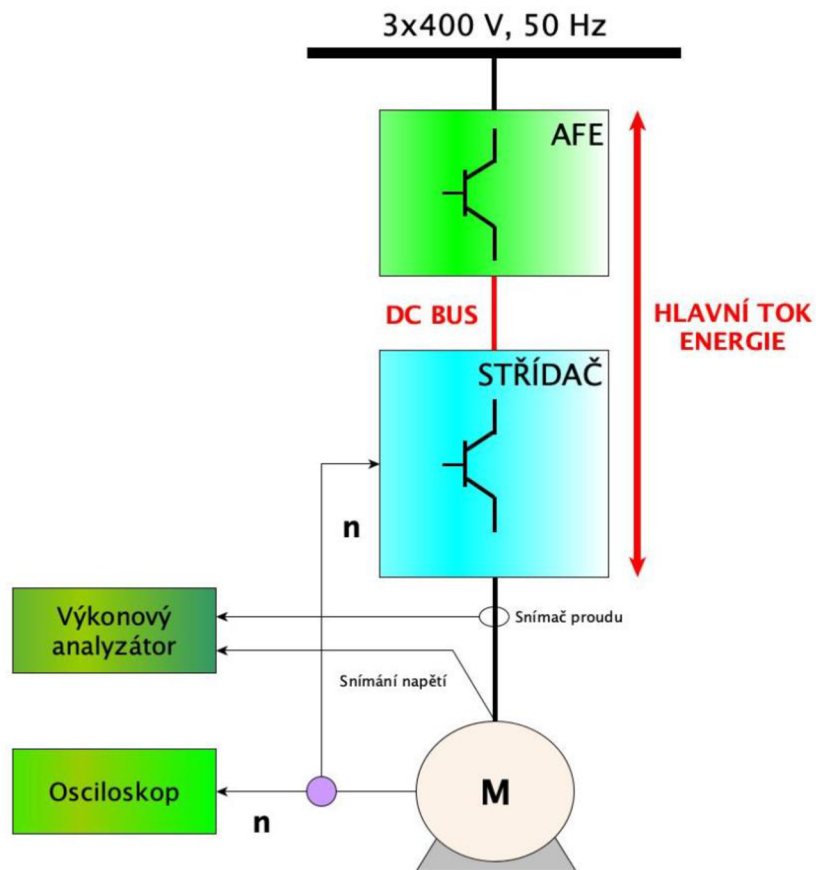 3x400 V, 50 Hz
AFE
DC BUS
HLAVNÍ TOK
ENERGIE
STŘÍDAČ
n
Výkonový
analyzátor
Snímač proudu
Snímání napětí
Osciloskop
n
M